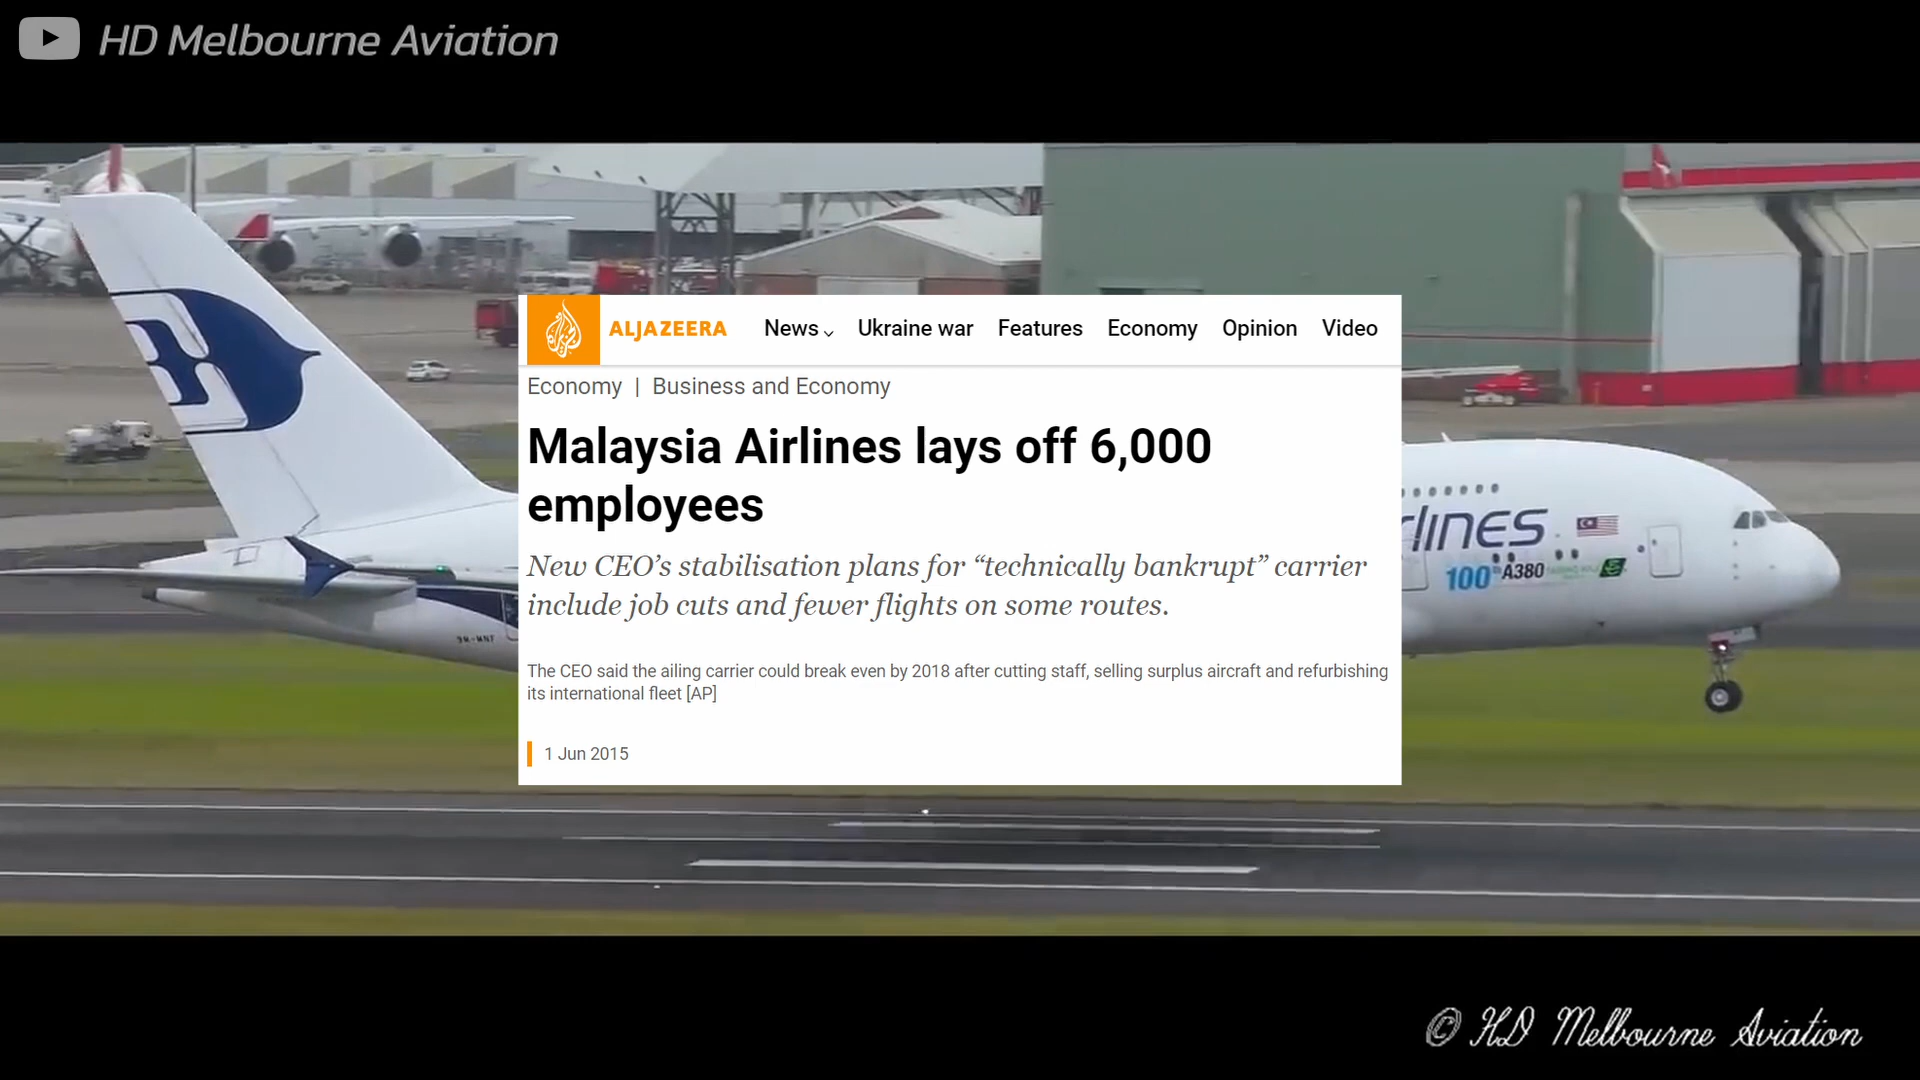 HD Melbourne Aviation
ALJAZEERA
News Ukraine war Features Economy Opinion Video
Economy | Business and Economy
Malaysia Airlines lays off 6,000
employees
New CEO’s stabilisation plans for “technically bankrupt” carrier
include job cuts and fewer flights on some routes.
The CEO said the ailing carrier could break even by 2018 after cutting staff, selling surplus aircraft and refurbishing
its international fleet [AP]
1 Jun 2015
lines
100th A380
9M-MNF
© HD Melbourne Aviation